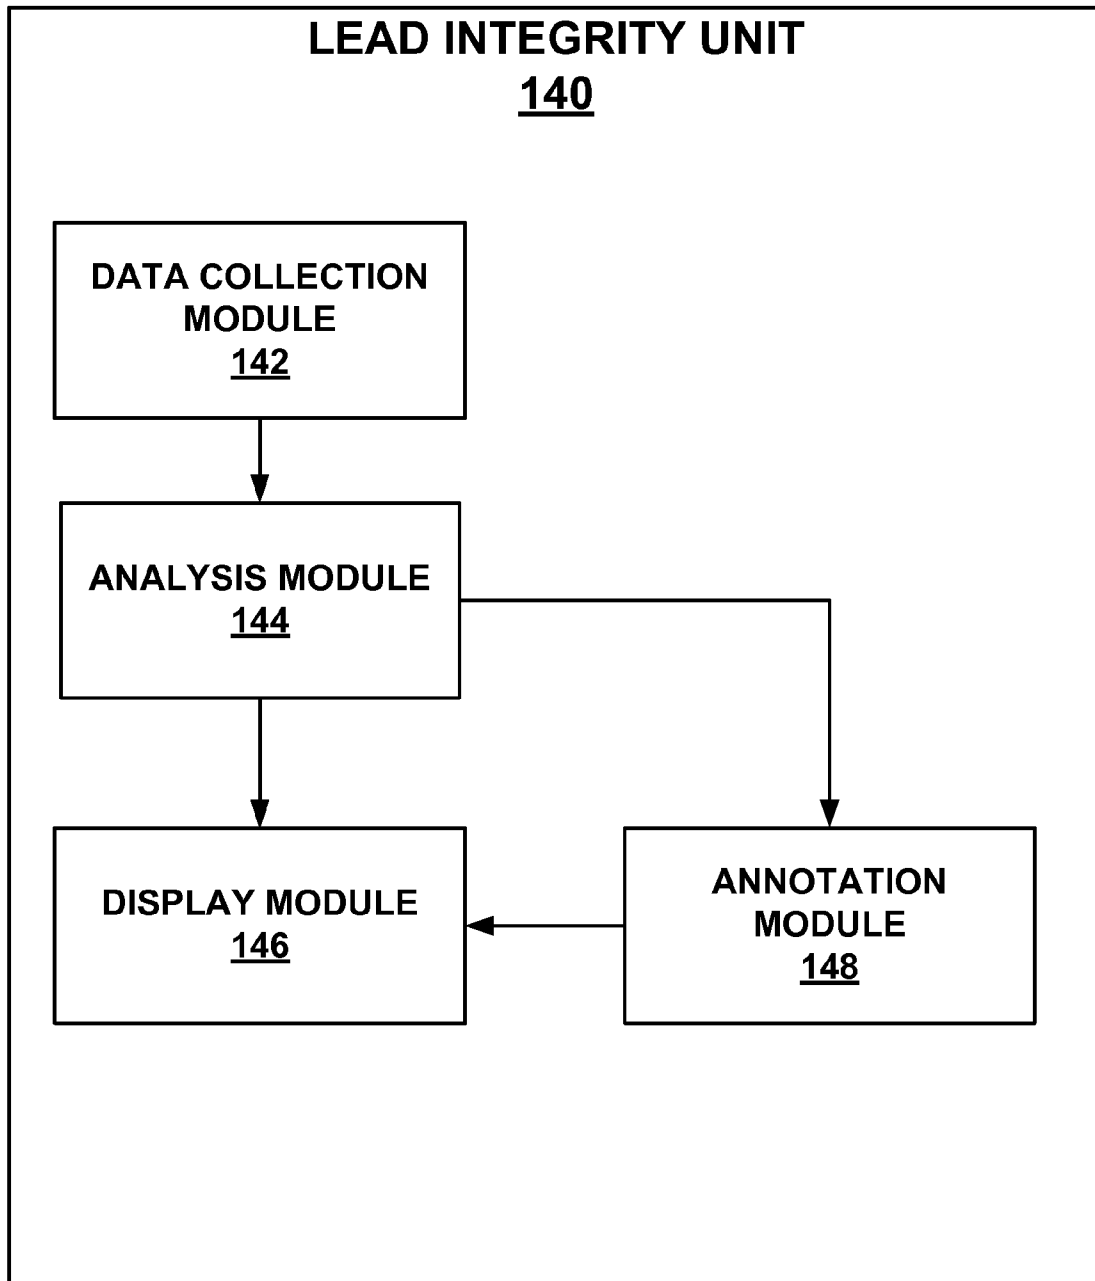 LEAD INTEGRITY UNIT
140
DATA COLLECTION
MODULE
142
ANALYSIS MODULE
144
DISPLAY MODULE
146
ANNOTATION
MODULE
148